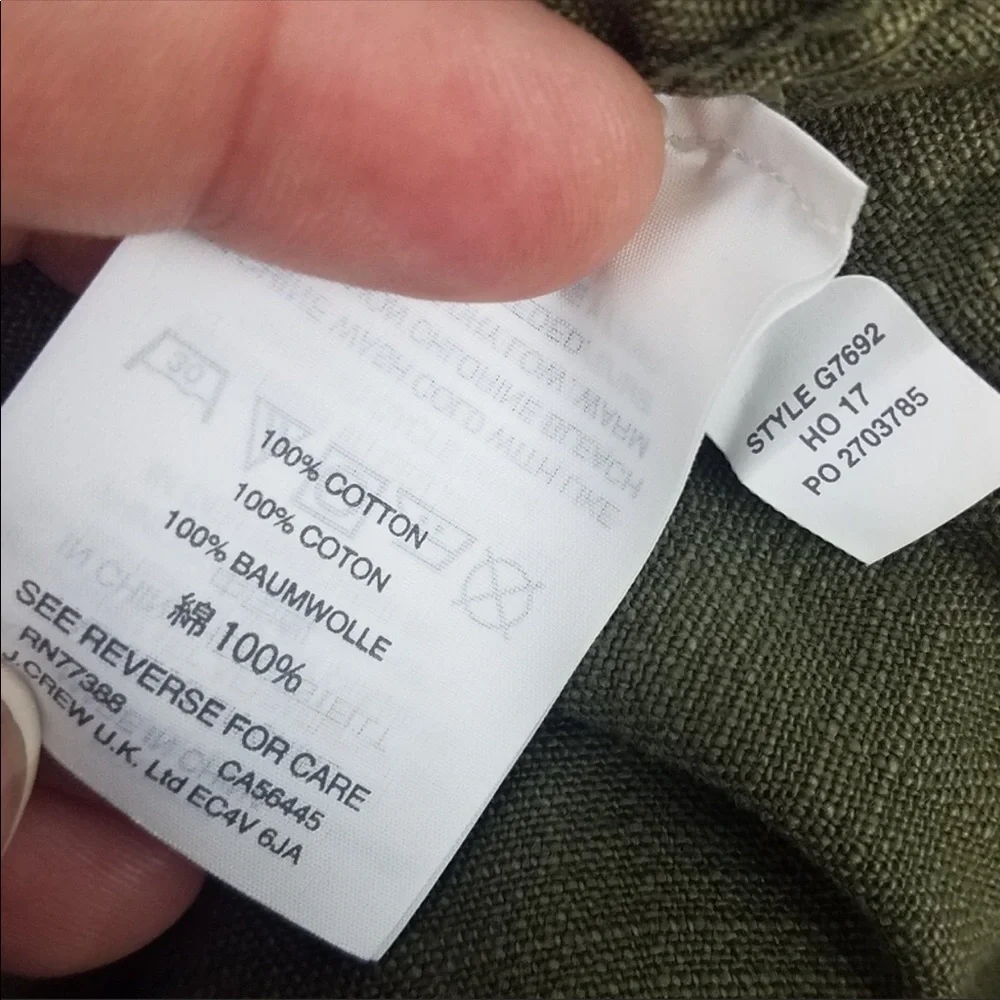 100% COTTON
100% COTON
100% BAUMWOLLE
綿 100%
SEE REVERSE FOR CARE
RN77388 CA56445
J.CREW U.K. Ltd EC4V 6JA
STYLE G7692
HO 17
PO 2703785
30